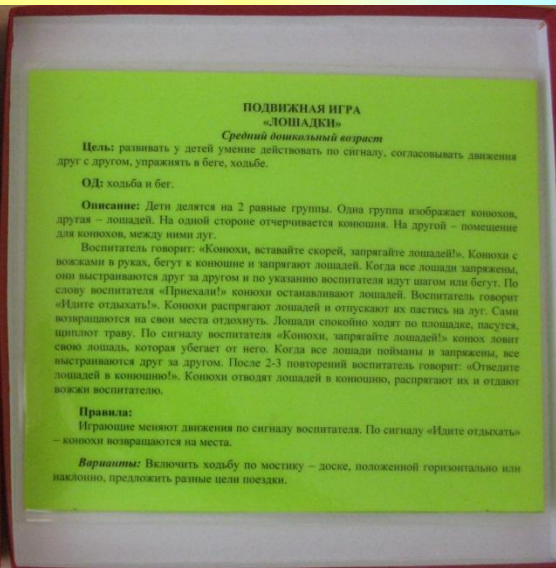 ПОДВИЖНАЯ ИГРА
«ЛОШАДКИ»
Средний дошкольный возраст
Цель: развивать у детей умение действовать по сигналу, согласовывать движения
друг с другом, упражнять в беге, ходьбе.
ОД: ходьба и бег.
Описание: Дети делятся на 2 равные группы. Одна группа изображает конюхов,
другая – лошадей. На одной стороне отчерчивается конюшня. На другой – помещение
для конюхов, между ними луг.
Воспитатель говорит: «Конюхи, вставайте скорей, запрягайте лошадей!». Конюхи с
вожжами в руках, бегут к конюшне и запрягают лошадей. Когда все лошади запряжены,
они выстраиваются друг за другом и по указанию воспитателя идут шагом или бегут. По
слову воспитателя «Приехали!» конюхи останавливают лошадей. Воспитатель говорит
«Идите отдыхать!». Конюхи распрягают лошадей и отпускают их пастись на луг. Сами
возвращаются на свои места отдохнуть. Лошади спокойно ходят по площадке, пасутся,
щиплют траву. По сигналу воспитателя «Конюхи, запрягайте лошадей!» конюх ловит
свою лошадь, которая убегает от него. Когда все лошади пойманы и запряжены, все
выстраиваются друг за другом. После 2-3 повторений воспитатель говорит: «Отведите
лошадей в конюшню!». Конюхи отводят лошадей в конюшню, распрягают их и отдают
вожжи воспитателю.
Правила:
Играющие меняют движения по сигналу воспитателя. По сигналу «Идите отдыхать»
– конюхи возвращаются на места.
Варианты: Включить ходьбу по мостику – доске, положенной горизонтально или
наклонно, предложить разные цели поездки.